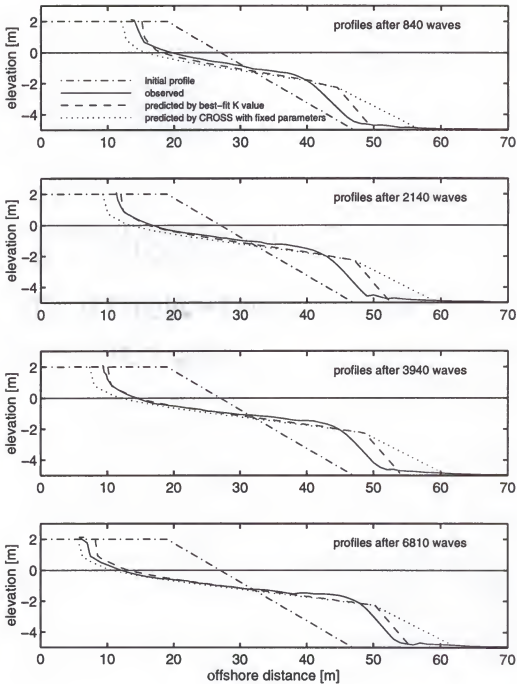 profiles after 840 waves
elevation [m]
2
0
−2
−4
initial profile
observed
predicted by best−fit K value
predicted by CROSS with fixed parameters
0 10 20 30 40 50 60 70
profiles after 2140 waves
elevation [m]
2
0
−2
−4
0 10 20 30 40 50 60 70
profiles after 3940 waves
elevation [m]
2
0
−2
−4
0 10 20 30 40 50 60 70
profiles after 6810 waves
elevation [m]
2
0
−2
−4
0 10 20 30 40 50 60 70
offshore distance [m]